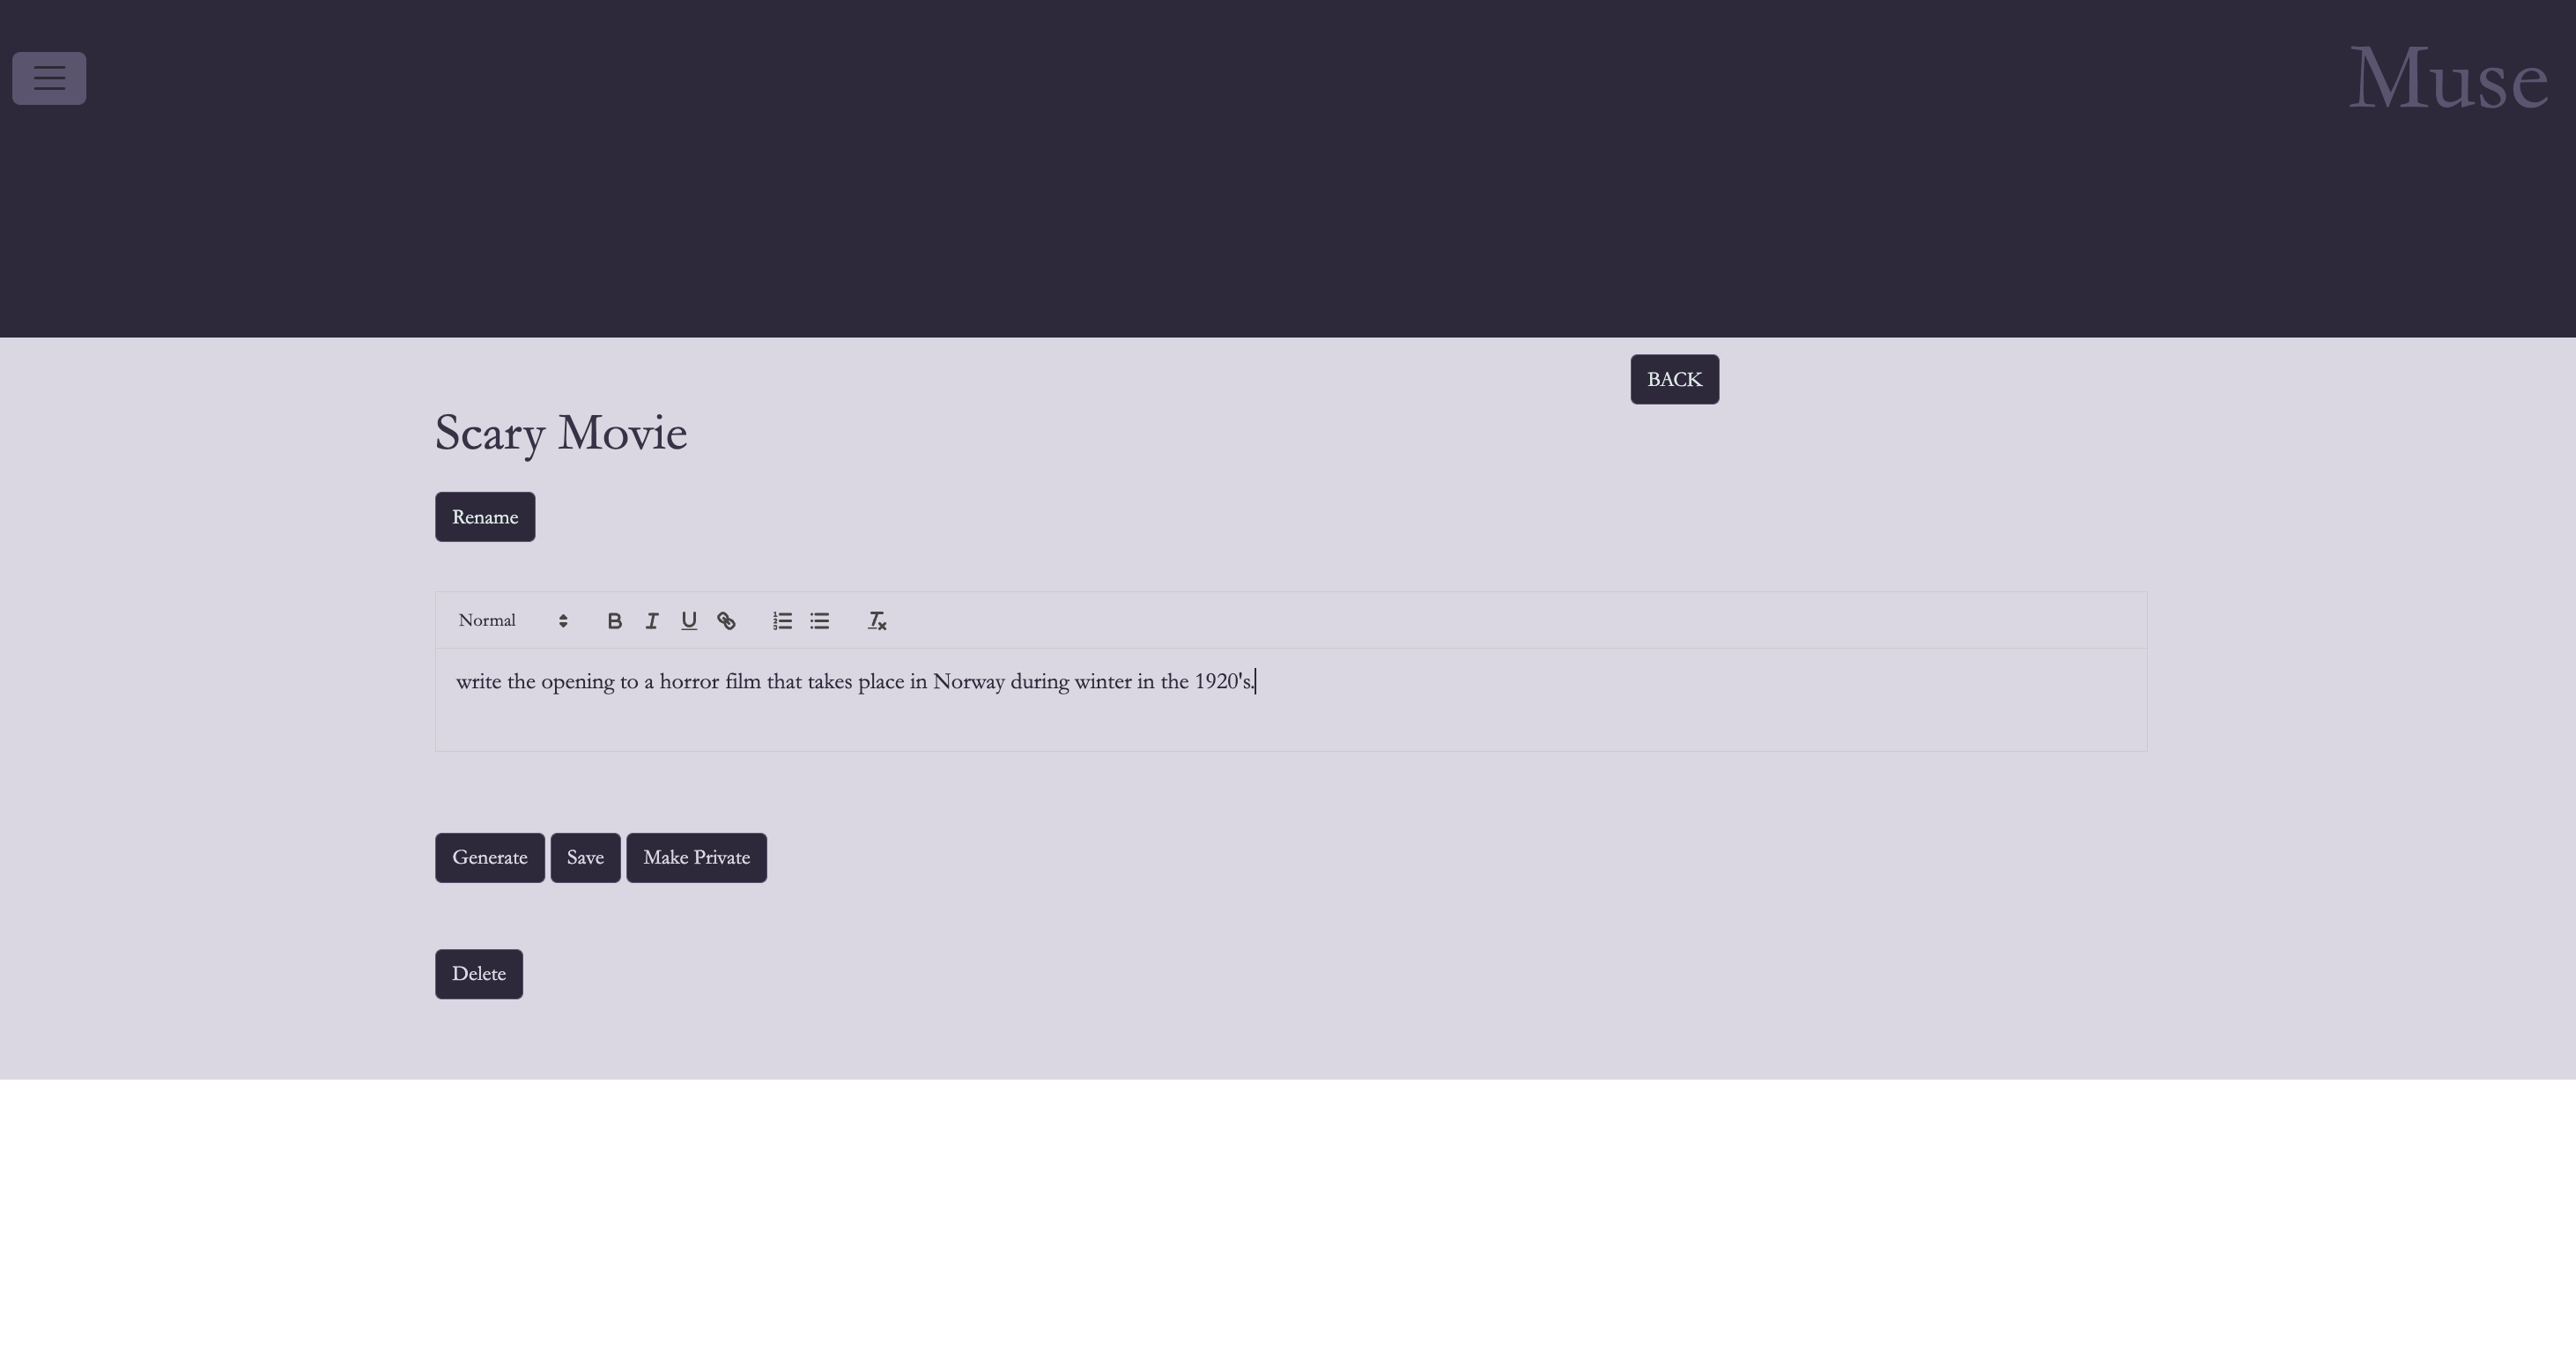 Muse
BACK
Scary Movie
Rename
Normal
write the opening to a horror film that takes place in Norway during winter in the 1920's.
Generate Save Make Private
Delete